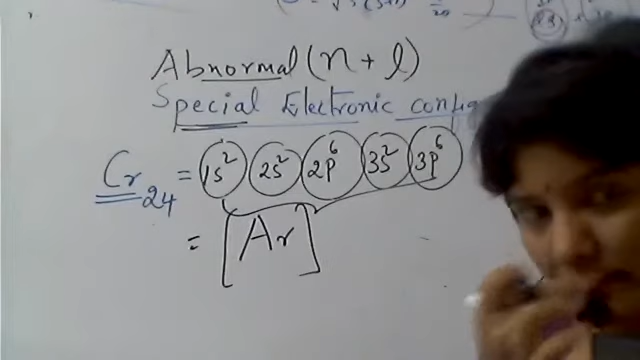 Abnormal (n + l)
Special Electronic config
Cr24 = 1s² 2s² 2p⁶ 3s² 3p⁶
= [Ar]